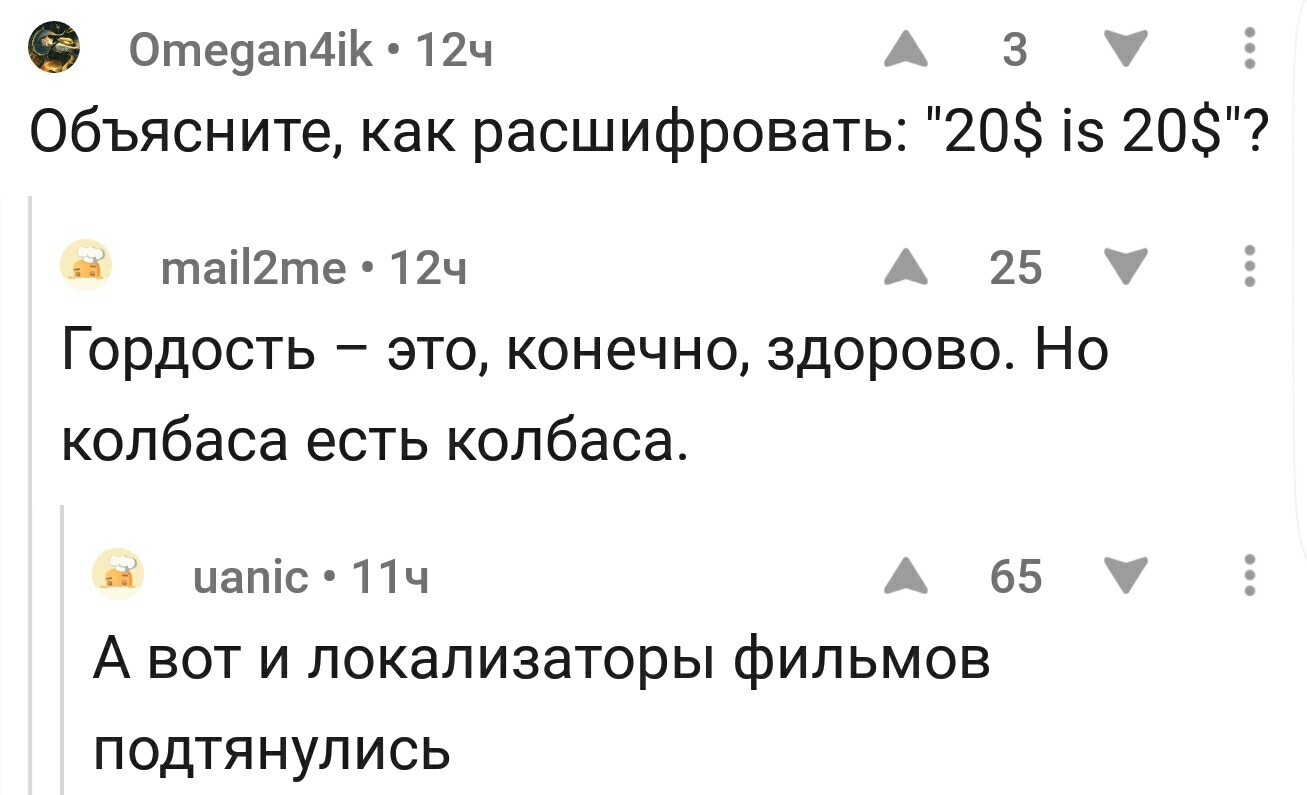 Omegan4ik • 12ч 3
Объясните, как расшифровать: "20$ is 20$"?
mail2me • 12ч 25
Гордость – это, конечно, здорово. Но
колбаса есть колбаса.
uanic • 11ч 65
А вот и локализаторы фильмов
подтянулись